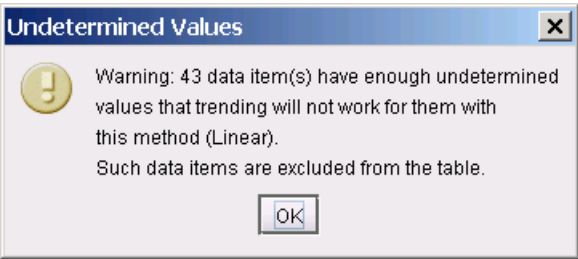 Undetermined Values
Warning: 43 data item(s) have enough undetermined
values that trending will not work for them with
this method (Linear).
Such data items are excluded from the table.
OK